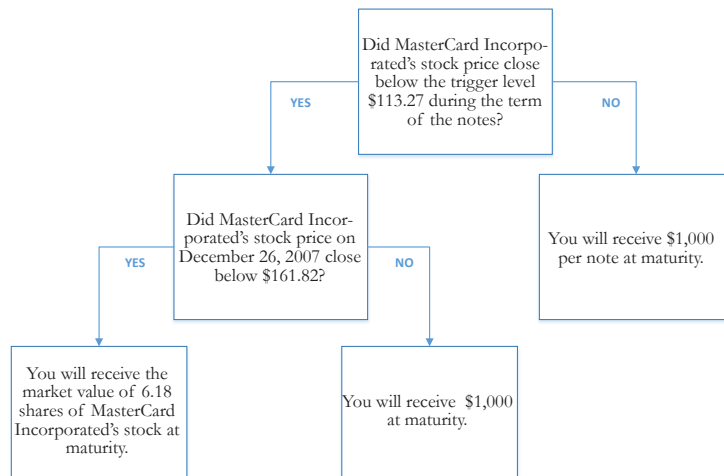 Did MasterCard Incorpo-
rated's stock price close
below the trigger level
$113.27 during the term
of the notes?
YES
NO
Did MasterCard Incor-
porated's stock price on
December 26, 2007 close
below $161.82?
You will receive $1,000
per note at maturity.
YES
NO
You will receive the
market value of 6.18
shares of MasterCard
Incorporated's stock at
maturity.
You will receive $1,000
at maturity.